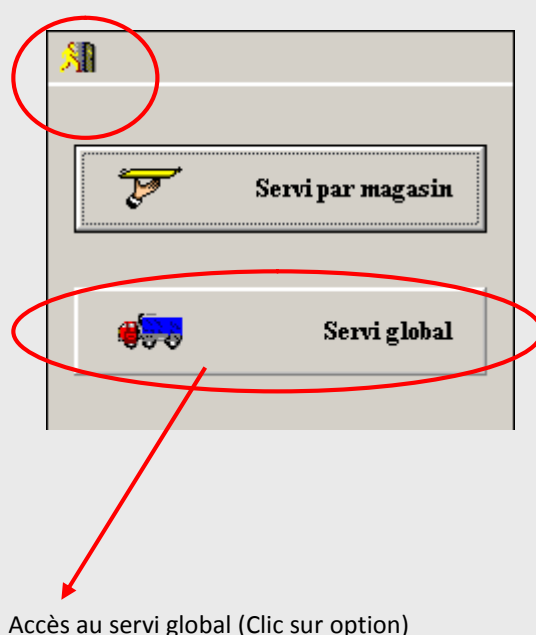 Servi par magasin
Servi global
Accès au servi global (Clic sur option)